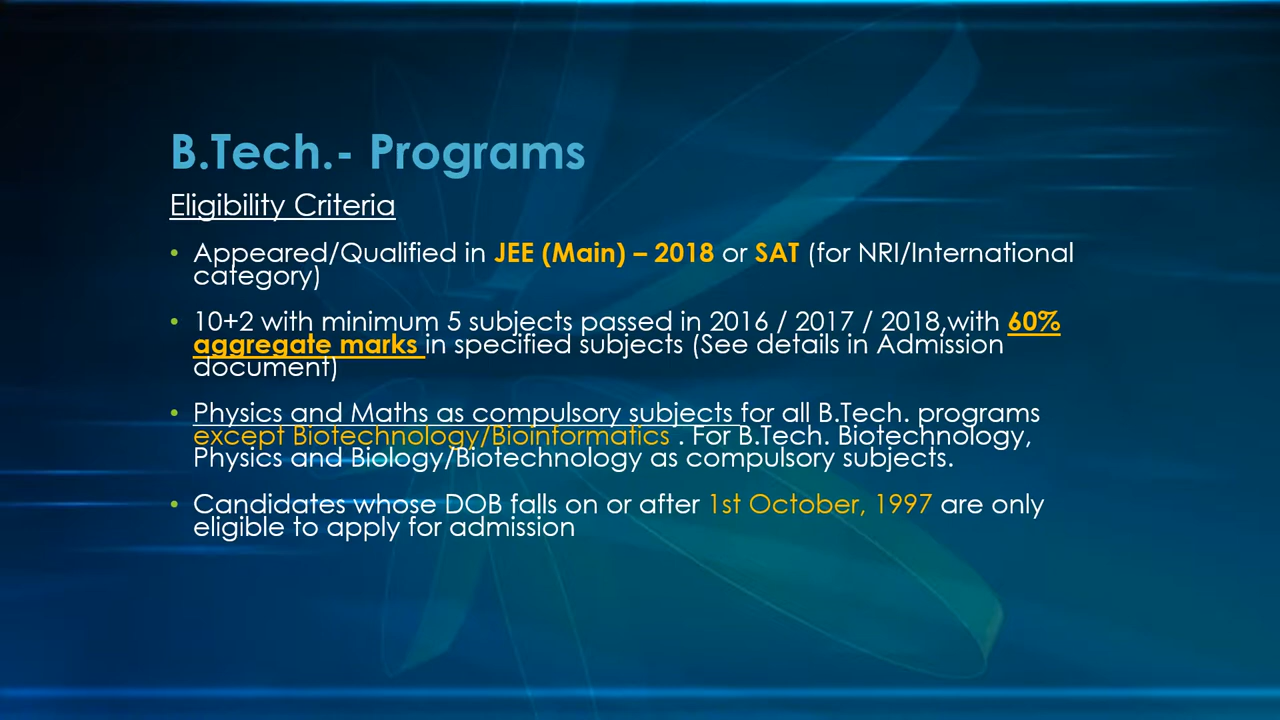 B.Tech.- Programs
Eligibility Criteria
• Appeared/Qualified in JEE (Main) – 2018 or SAT (for NRI/International
category)
• 10+2 with minimum 5 subjects passed in 2016 / 2017 / 2018,with 60%
aggregate marks in specified subjects (See details in Admission
document)
• Physics and Maths as compulsory subjects for all B.Tech. programs
except Biotechnology/Bioinformatics . For B.Tech. Biotechnology,
Physics and Biology/Biotechnology as compulsory subjects.
• Candidates whose DOB falls on or after 1st October, 1997 are only
eligible to apply for admission